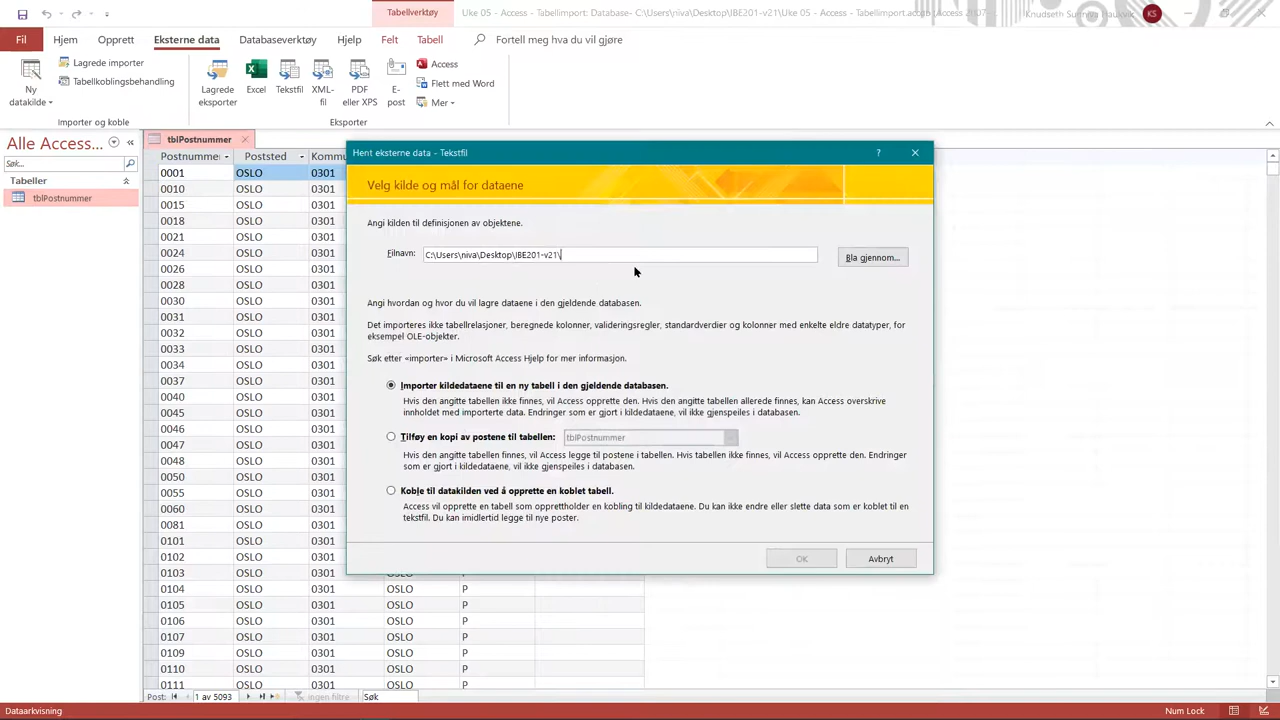 Tabellverktøy
Uke 05 - Access - Tabellimport: Database- C:\Users\niva\Desktop\IBE201-v21\Uke 05 - Access - Tabellimport.accdb (Access 2007-
Knudseth Sunniva Haukvik
KS
Fil Hjem Opprett Eksterne data Databaseverktøy Hjelp Felt Tabell Fortell meg hva du vil gjøre
Ny datakilde
Lagrede importer
Tabellkoblingsbehandling
Importer og koble
Lagrede eksporter
Excel
Tekstfil
XML-fil
PDF eller XPS
E-post
Access
Flett med Word
Mer
Eksporter
Alle Access...
Søk...
Tabeller
tblPostnummer
tblPostnummer
Postnumme Poststed Kommu
0001 OSLO 0301
0010 OSLO 0301
0015 OSLO 0301
0018 OSLO 0301
0021 OSLO 0301
0024 OSLO 0301
0026 OSLO 0301
0028 OSLO 0301
0030 OSLO 0301
0031 OSLO 0301
0032 OSLO 0301
0033 OSLO 0301
0034 OSLO 0301
0037 OSLO 0301
0040 OSLO 0301
0045 OSLO 0301
0046 OSLO 0301
0047 OSLO 0301
0048 OSLO 0301
0050 OSLO 0301
0055 OSLO 0301
0060 OSLO 0301
0081 OSLO 0301
0101 OSLO 0301
0102 OSLO 0301
0103 OSLO 0301 OSLO P
0104 OSLO 0301 OSLO P
0105 OSLO 0301 OSLO P
0106 OSLO 0301 OSLO P
0107 OSLO 0301 OSLO P
0109 OSLO 0301 OSLO P
0110 OSLO 0301 OSLO P
0111 OSLO 0301 OSLO P
Hent eksterne data - Tekstfil
?
Velg kilde og mål for dataene
Angi kilden til definisjonen av objektene.
Filnavn: C:\Users\niva\Desktop\IBE201-v21\ Bla gjennom...
Angi hvordan og hvor du vil lagre dataene i den gjeldende databasen.
Det importeres ikke tabellrelasjoner, beregnede kolonner, valideringsregler, standardverdier og kolonner med enkelte eldre datatyper, for
eksempel OLE-objekter.
Søk etter «importer» i Microsoft Access Hjelp for mer informasjon.
Importer kildedataene til en ny tabell i den gjeldende databasen.
Hvis den angitte tabellen ikke finnes, vil Access opprette den. Hvis den angitte tabellen allerede finnes, kan Access overskrive
innholdet med importerte data. Endringer som er gjort i kildedataene, vil ikke gjenspeiles i databasen.
Tilføy en kopi av postene til tabellen: tblPostnummer
Hvis den angitte tabellen finnes, vil Access legge til postene i tabellen. Hvis tabellen ikke finnes, vil Access opprette den. Endringer
som er gjort i kildedataene, vil ikke gjenspeiles i databasen.
Koble til datakilden ved å opprette en koblet tabell.
Access vil opprette en tabell som opprettholder en kobling til kildedataene. Du kan ikke endre eller slette data som er koblet til en
tekstfil. Du kan imidlertid legge til nye poster.
OK Avbryt
Post: 1 av 5093 Ingen filtre Søk
Dataarkvisning
Num Lock